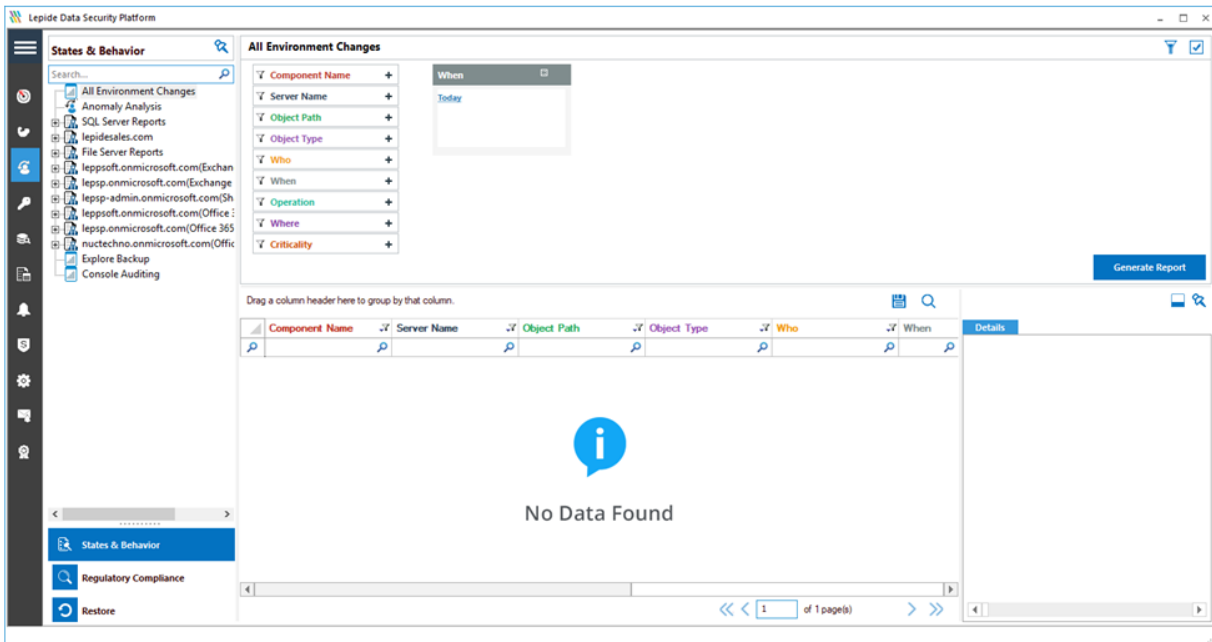 Lepide Data Security Platform
States & Behavior
Search...
All Environment Changes
Anomaly Analysis
SQL Server Reports
lepidesales.com
File Server Reports
leppsoft.onmicrosoft.com(Exchan
lepsp.onmicrosoft.com(Exchange
lepsp-admin.onmicrosoft.com(Sh
leppsoft.onmicrosoft.com(Office
lepsp.onmicrosoft.com(Office 365
nuctechno.onmicrosoft.com(Offic
Explore Backup
Console Auditing
States & Behavior
Regulatory Compliance
Restore
All Environment Changes
Component Name +
Server Name +
Object Path +
Object Type +
Who +
When +
Operation +
Where +
Criticality +
When
Today
Generate Report
Drag a column header here to group by that column.
Component Name Server Name Object Path Object Type Who When
No Data Found
1 of 1 page(s)
Details